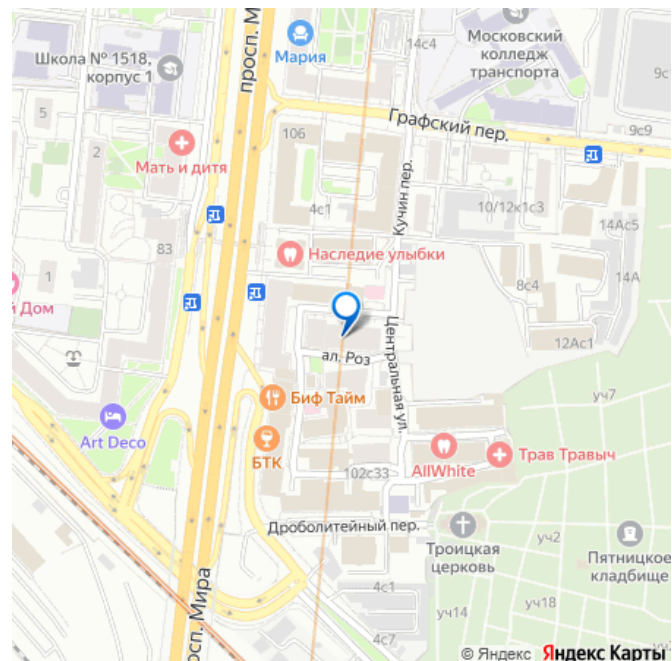 14с4
просп. М
Мария
Московский
колледж
транспорта
Школа № 1518,
корпус 1
9с
5
106
Графский пер.
9с9
2
Мать и дитя
Кучин пер.
4с1
10/12к1с3
14Ас5
83
Наследие улыбки
14А
1
й Дом
8с4
12Ас1
ал. Роз
Центральная ул.
Биф Тайм
уч7
Art Deco
БТК
AllWhite
Трав Травыч
102с33
Дроболитейный пер.
Троицкая
церковь
уч2
Пятницкое
кладбище
4с1
уч18
уч14
осп. Мира
4с7
© Яндекс Яндекс Карты